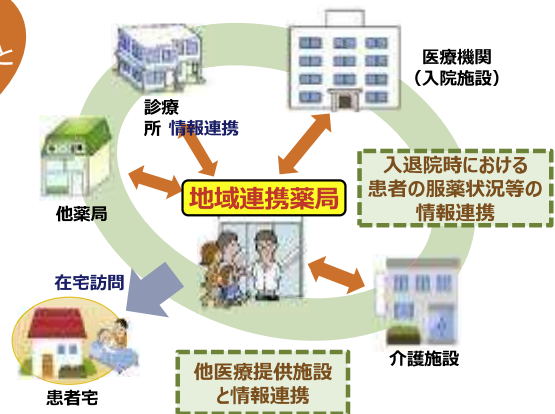 と
医療機関
（入院施設）
診療
所 情報連携
入退院時における
患者の服薬状況等の
情報連携
地域連携薬局
他薬局
在宅訪問
介護施設
他医療提供施設
と情報連携
患者宅